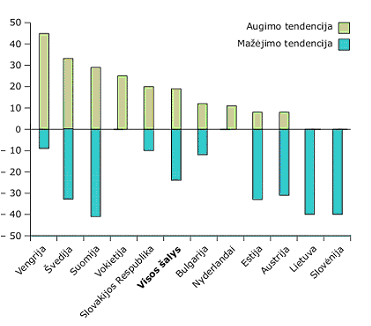 Augimo tendencija
Mažėjimo tendencija
50
40
30
20
10
0
– 10
– 20
– 30
– 40
– 50
Vengrija
Švedija
Suomija
Vokietija
Slovakijos Respublika
Visos šalys
Bulgarija
Nyderlandai
Estija
Austrija
Lietuva
Slovėnija